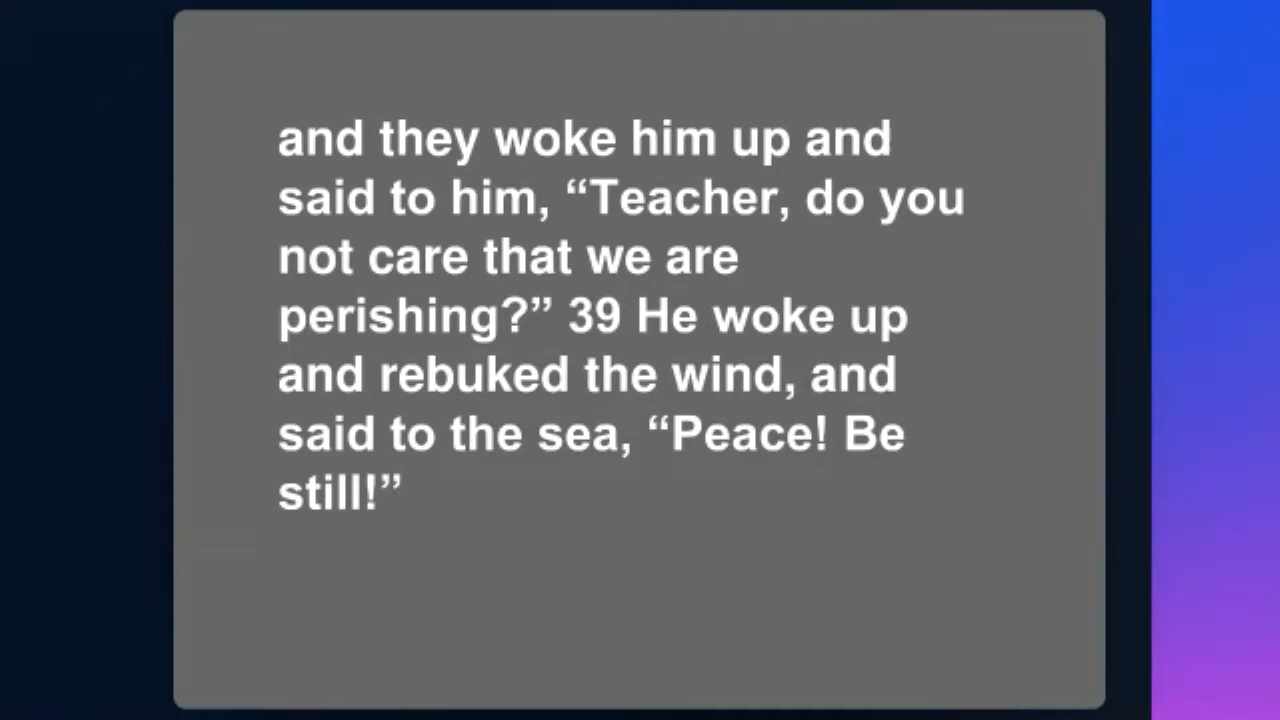 and they woke him up and
said to him, “Teacher, do you
not care that we are
perishing?” 39 He woke up
and rebuked the wind, and
said to the sea, “Peace! Be
still!”